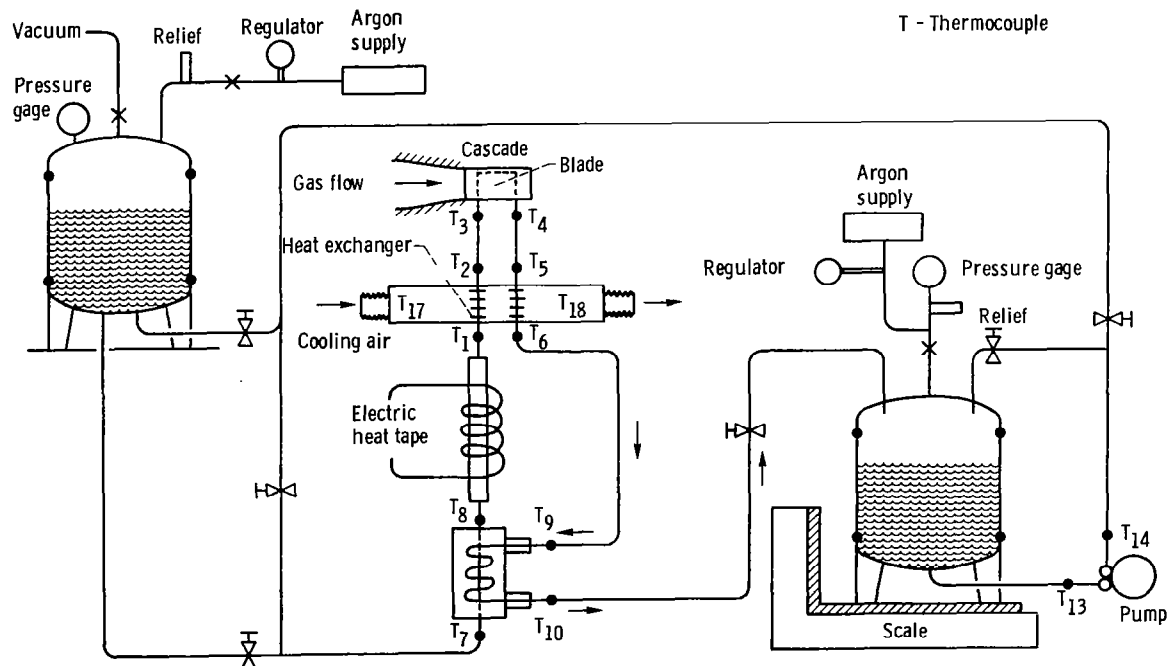 Vacuum
Relief
Regulator
Argon
supply
T - Thermocouple
Pressure
gage
Cascade
Blade
Gas flow
T3
T4
Heat exchanger
T2
T5
T17
T18
Cooling air
T1
T6
Electric
heat tape
T8
T9
T7
T10
Argon
supply
Regulator
Pressure gage
Relief
T14
T13
Pump
Scale